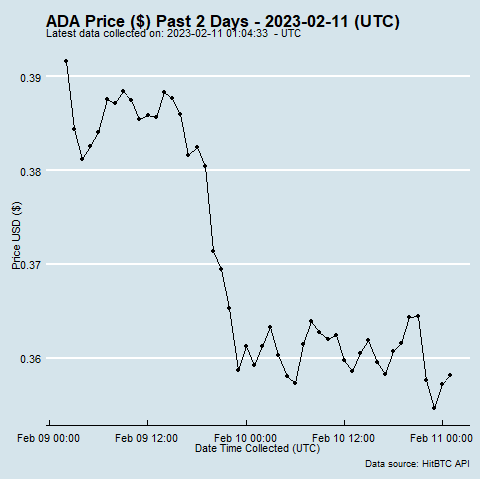 ADA Price ($) Past 2 Days - 2023-02-11 (UTC)
Latest data collected on: 2023-02-11 01:04:33 - UTC
0.39
0.38
0.37
0.36
Price USD ($)
Feb 09 00:00 Feb 09 12:00 Feb 10 00:00 Feb 10 12:00 Feb 11 00:00
Date Time Collected (UTC)
Data source: HitBTC API